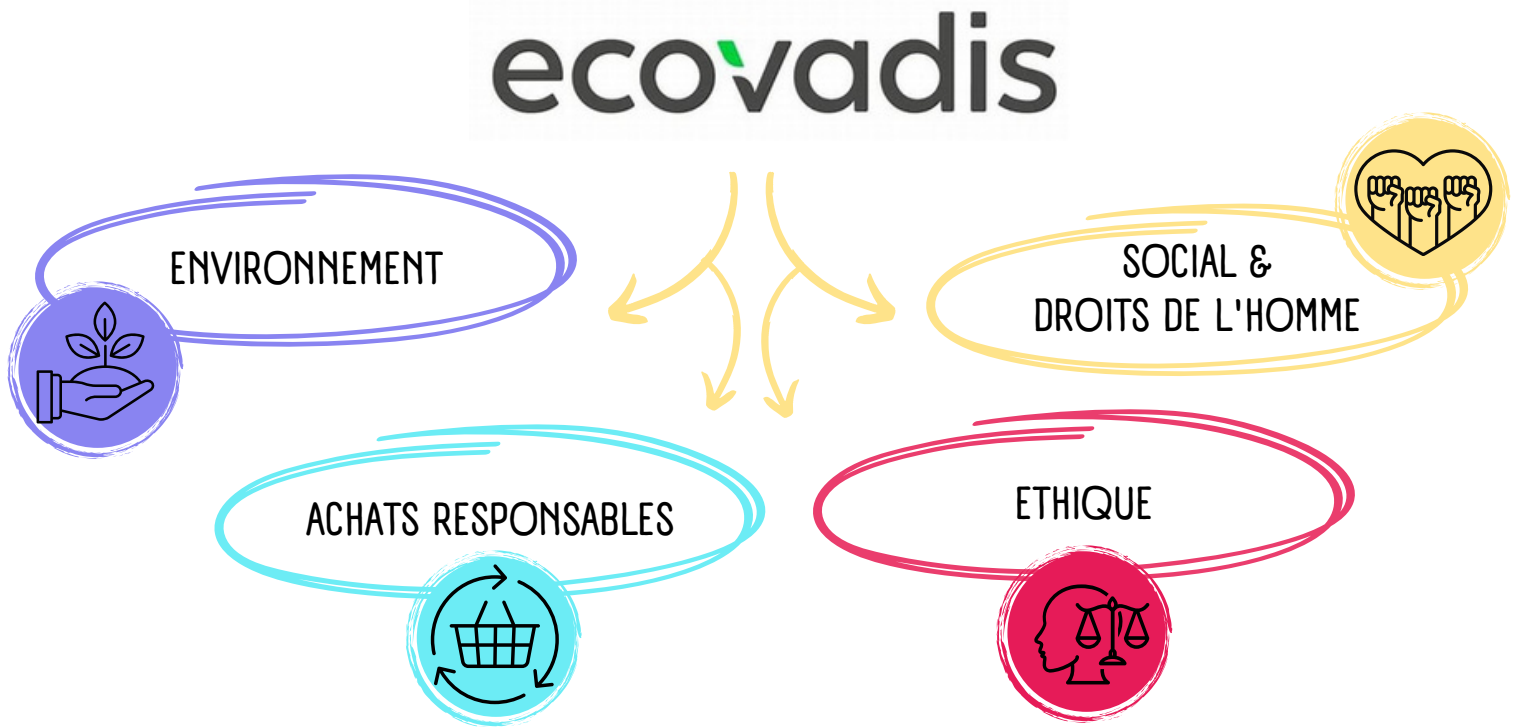 ecovadis
ENVIRONNEMENT
SOCIAL &
DROITS DE L'HOMME
ACHATS RESPONSABLES
ETHIQUE